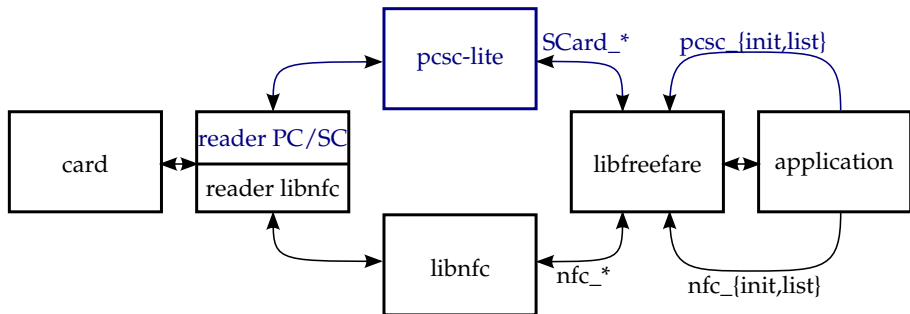 pcsc-lite
SCard_*
pcsc_{init,list}
card
reader PC/SC
reader libnfc
libfreefare
application
libnfc
nfc_*
nfc_{init,list}